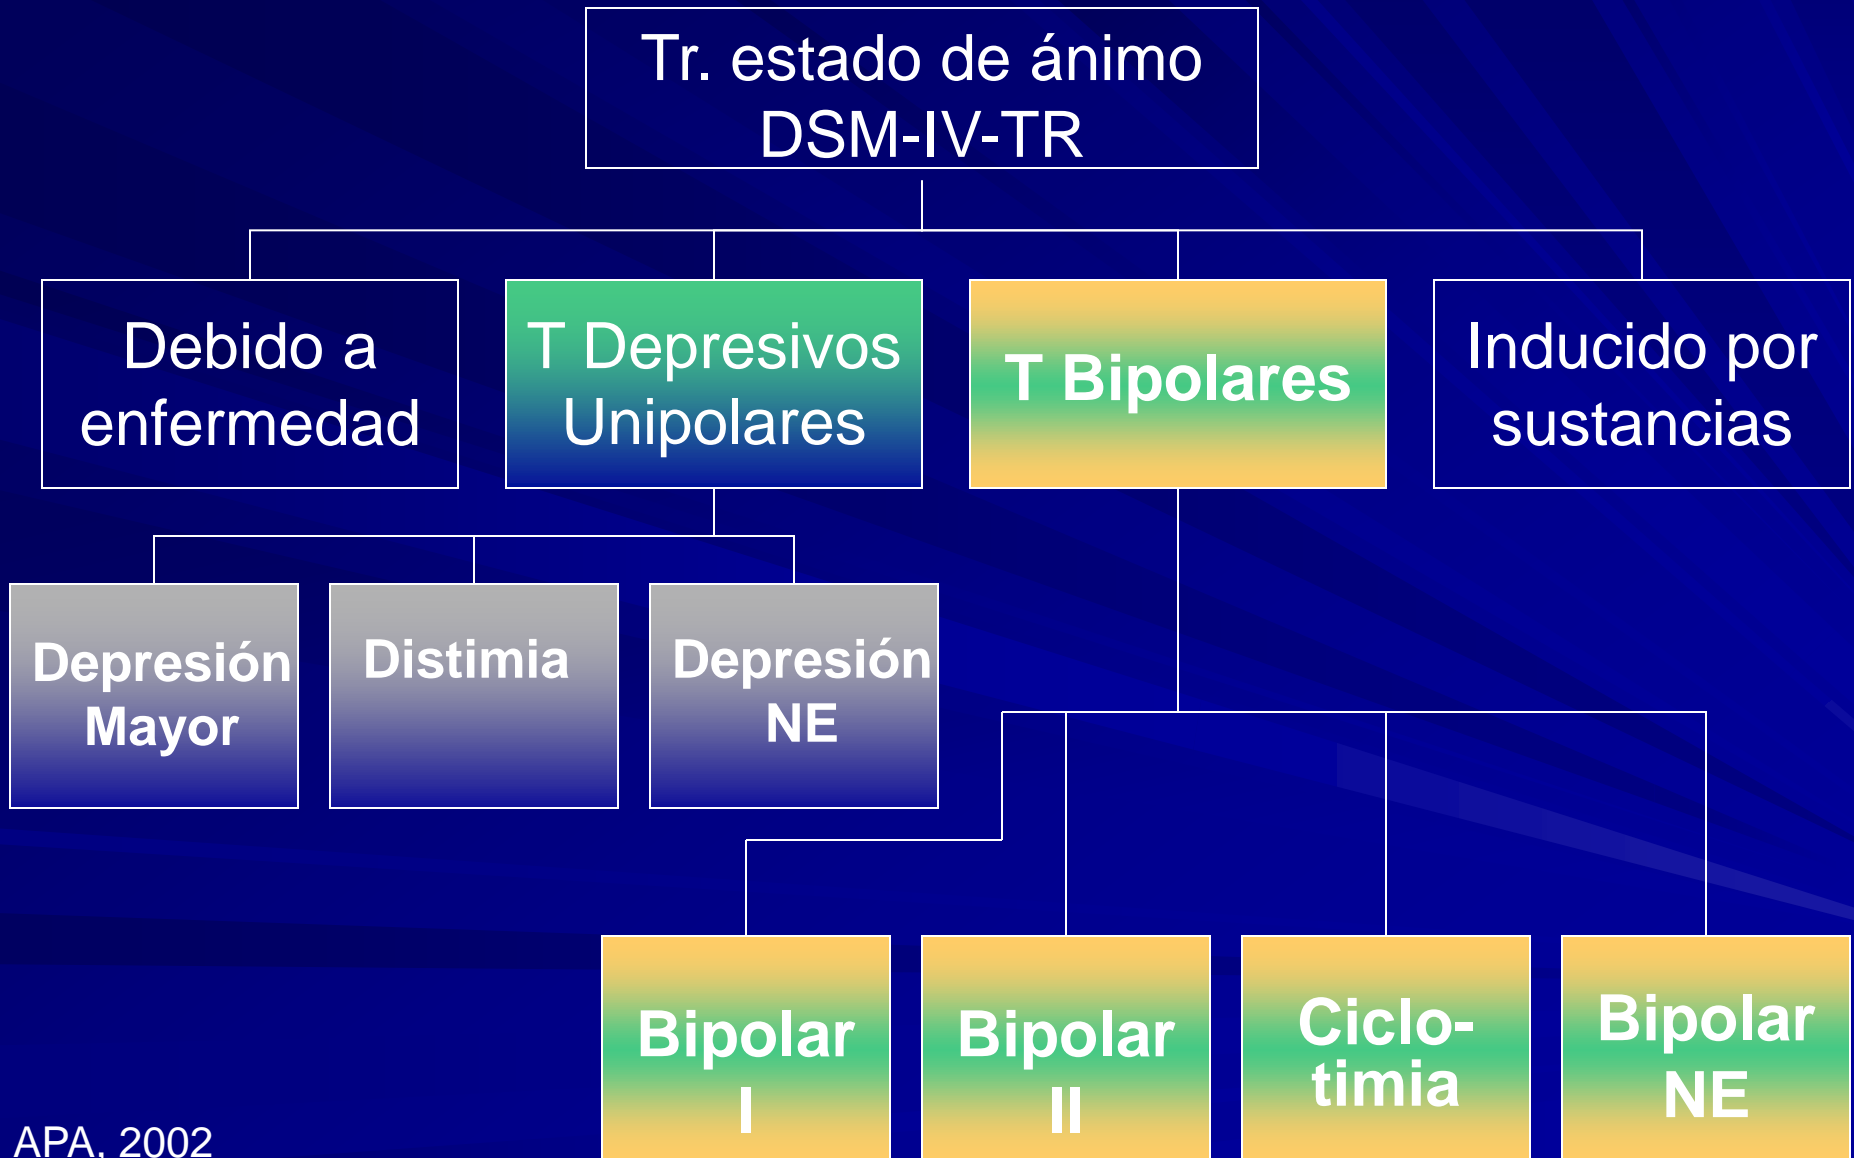 Tr. estado de ánimo
DSM-IV-TR
Debido a
enfermedad
T Depresivos
Unipolares
T Bipolares
Inducido por
sustancias
Depresión
Mayor
Distimia
Depresión
NE
Bipolar
I
Bipolar
II
Ciclo-
timia
Bipolar
NE
APA, 2002